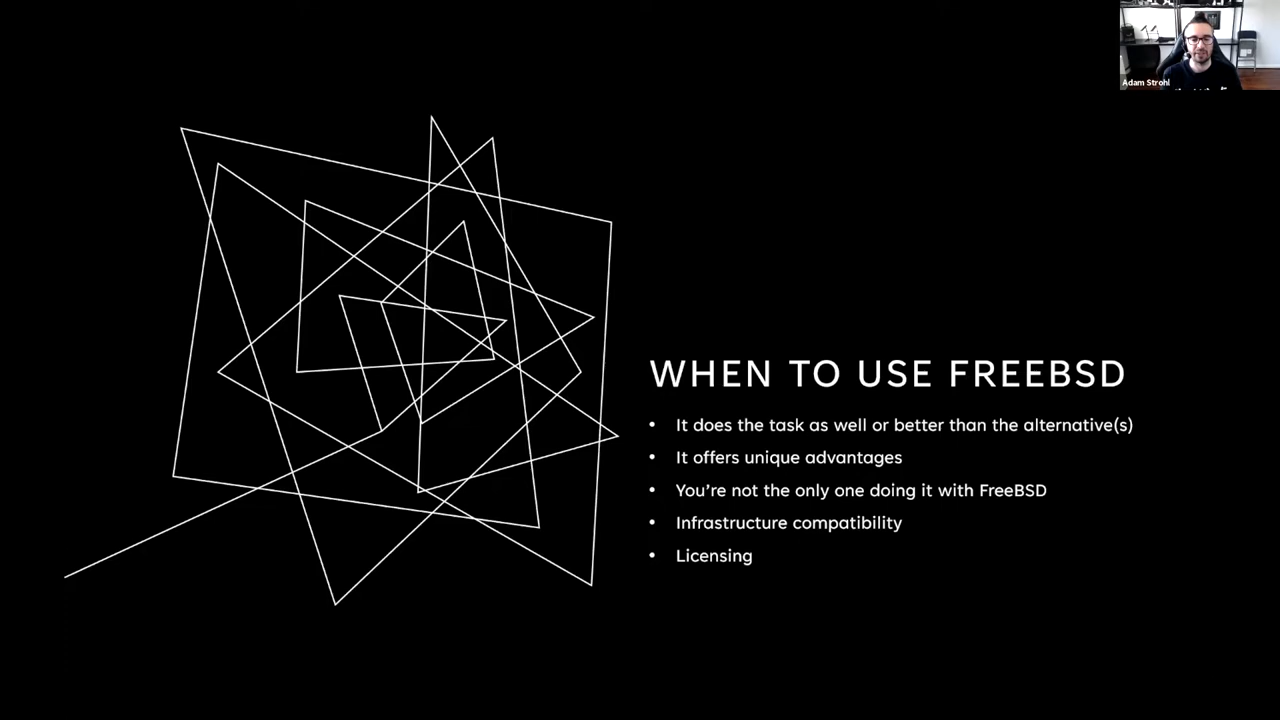 Adam Strohl
WHEN TO USE FREEBSD
• It does the task as well or better than the alternative(s)
• It offers unique advantages
• You're not the only one doing it with FreeBSD
• Infrastructure compatibility
• Licensing